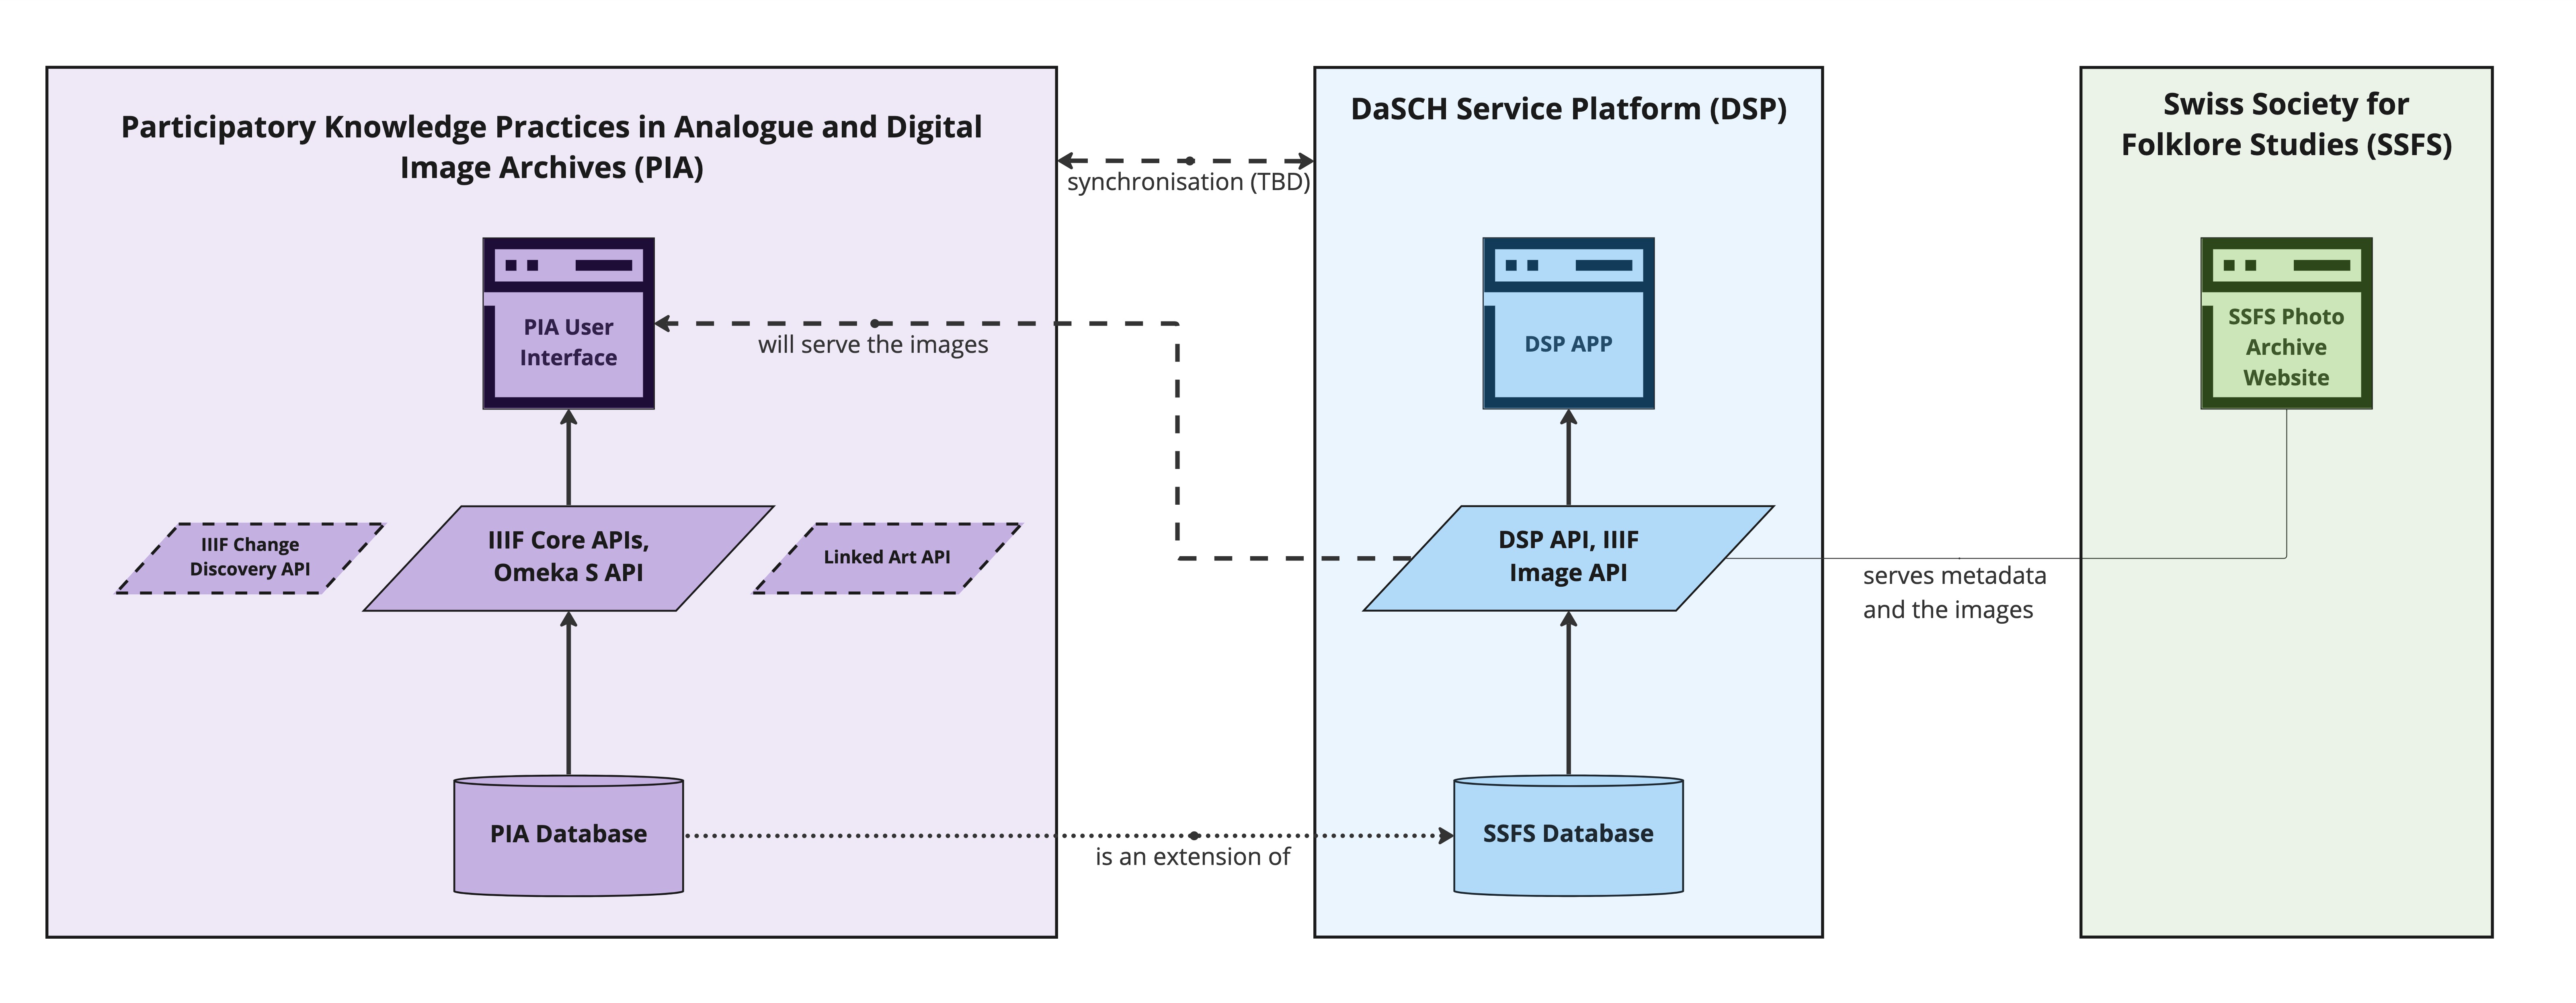 Participatory Knowledge Practices in Analogue and Digital
Image Archives (PIA)
synchronisation (TBD)
DaSCH Service Platform (DSP)
Swiss Society for
Folklore Studies (SSFS)
PIA User
Interface
will serve the images
DSP APP
SSFS Photo
Archive
Website
IIIF Change
Discovery API
IIIF Core APIs,
Omeka S API
Linked Art API
DSP API, IIIF
Image API
serves metadata
and the images
PIA Database
is an extension of
SSFS Database